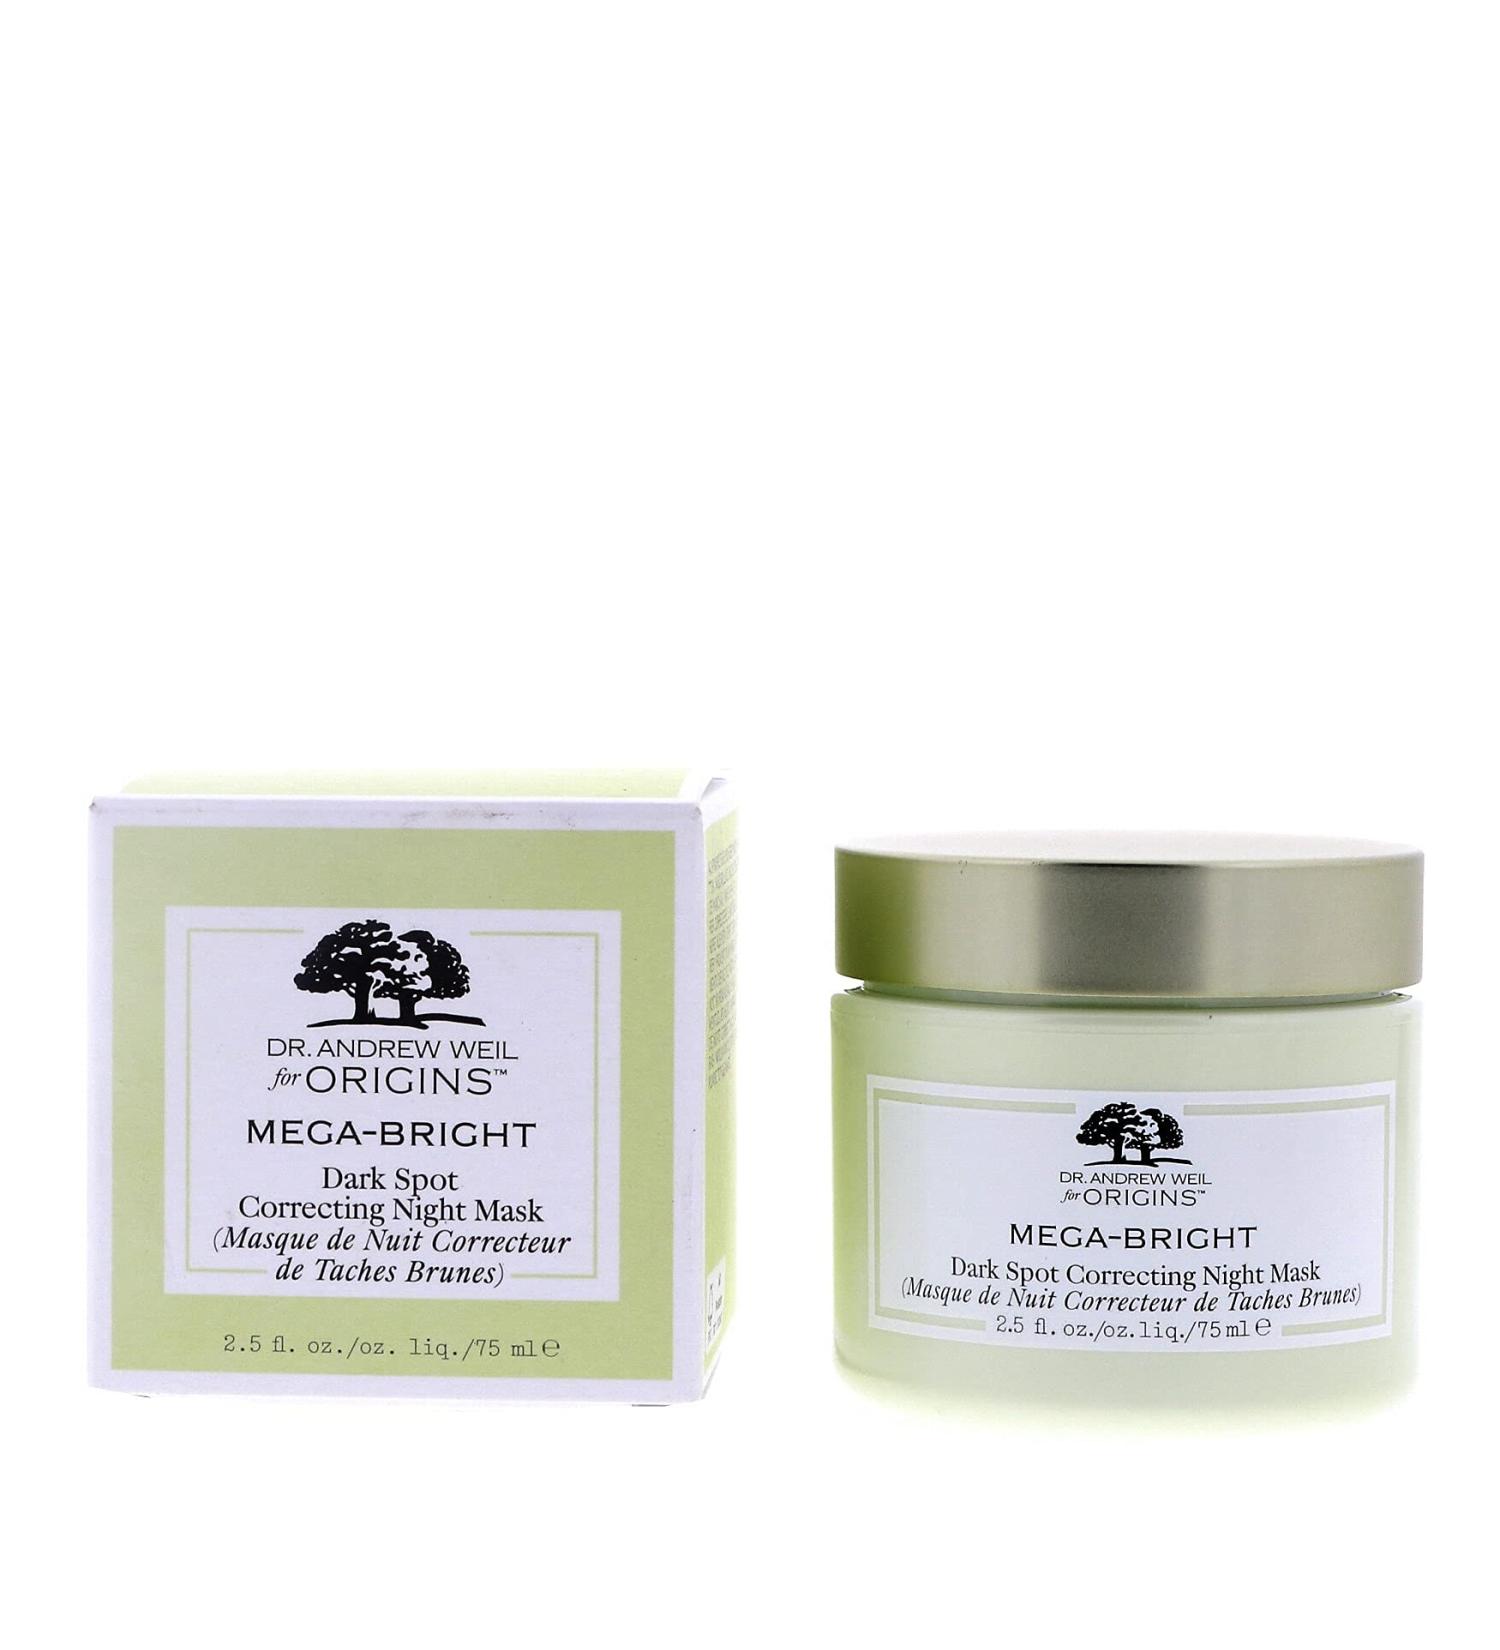 DR. ANDREW WEIL
for ORIGINS™
MEGA-BRIGHT
Dark Spot
Correcting Night Mask
(Masque de Nuit Correcteur
de Taches Brunes)
2.5 fl. oz./oz. liq./75 ml℮
DR. ANDREW WEIL
for ORIGINS™
MEGA-BRIGHT
Dark Spot Correcting Night Mask
(Masque de Nuit Correcteur de Taches Brunes)
2.5 fl. oz./oz. liq./75 ml℮